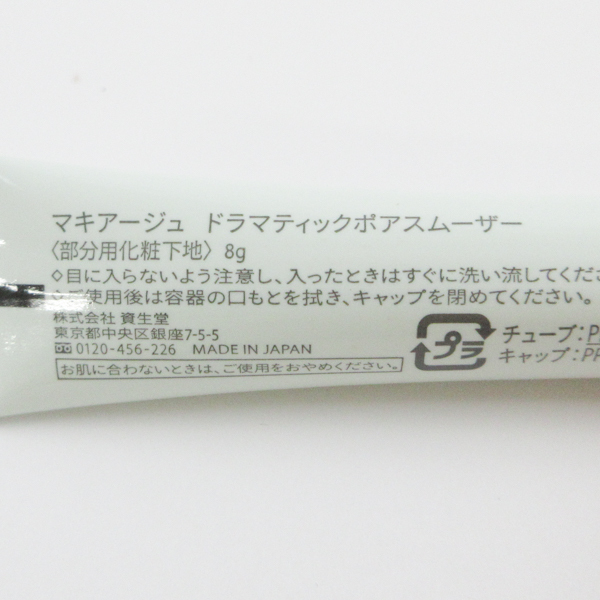 マキアージュ ドラマティックポアスムーザー
〈部分用化粧下地〉 8g
◇目に入らないよう注意し、入ったときはすぐに洗い流してくださ
◇ご使用後は容器の口もとを拭き、キャップを閉めてください。
株式会社 資生堂
東京都中央区銀座7-5-5
0120-456-226 MADE IN JAPAN
お肌に合わないときは、ご使用をおやめください。
プラ
チューブ:P
キャップ:PP